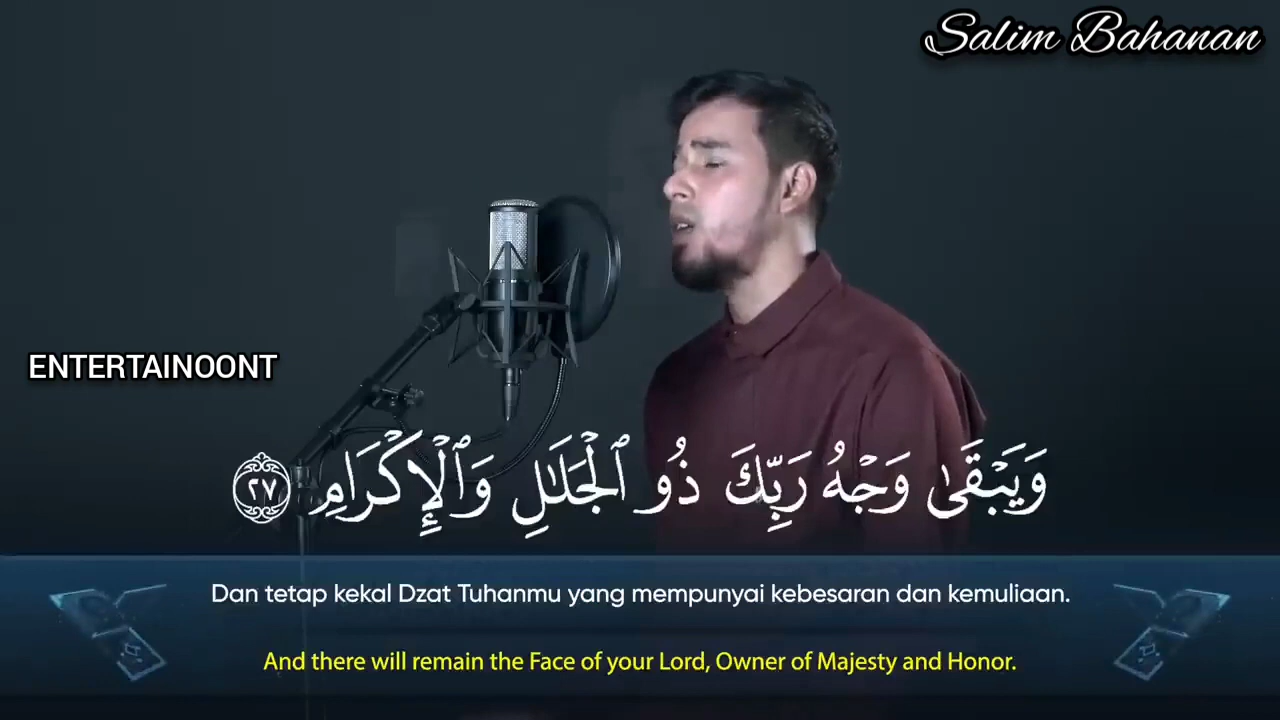 Salim Bahanan
ENTERTAINOONT
وَيَبْقَىٰ وَجْهُ رَبِّكَ ذُو ٱلْجَلَـٰلِ وَٱلْإِكْرَامِ ٢٧
Dan tetap kekal Dzat Tuhanmu yang mempunyai kebesaran dan kemuliaan.
And there will remain the Face of your Lord, Owner of Majesty and Honor.